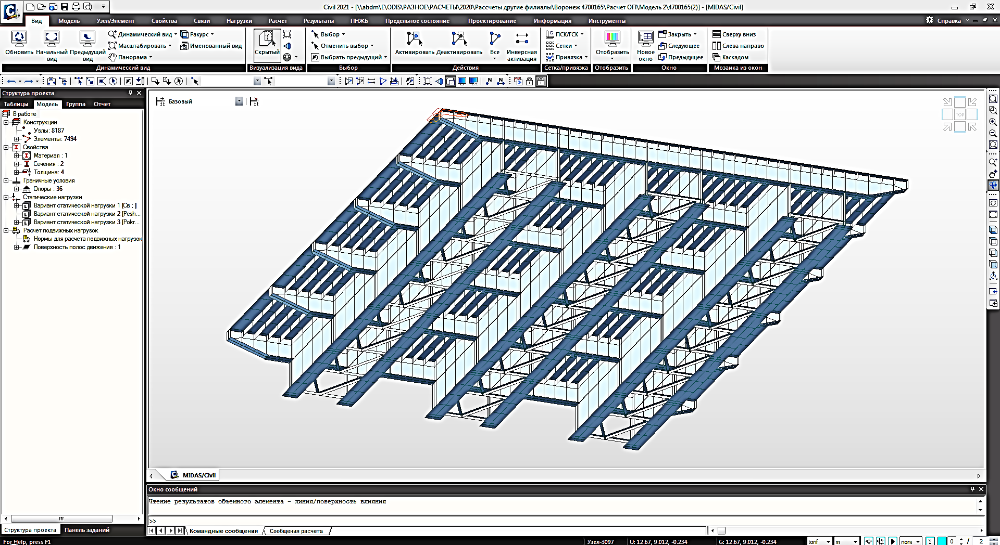 Civil 2021 - [\\abdm\E\ODIS\РАЗНОЕ\РАСЧЕТЫ\2020\Рассчеты другие филиалы\Воронеж 4700165\Расчет ОП\Модель 2\4700165(2)] - [MIDAS/Civil]
Вид Модель Узел/Элемент Свойства Связи Нагрузки Расчет Результаты ПНЖБ Предельное состояние Проектирование Информация Инструменты Справка
Обновить Начальный вид Предыдущий вид
Динамический вид Ракурс
Масштабировать Именованный вид
Панорама
Динамический вид
Скрытый
Визуализация вида
Выбор
Отменить выбор
Выбрать предыдущий
Выбор
Активировать Деактивировать Все Инверсная активация
Действия
ПСК/ГСК
Сетки
Привязка
Сетка/привязка
Отобразить
Отобразить
Новое окно
Закрыть
Следующее
Предыдущее
Окно
Сверху вниз
Слева направо
Каскадом
Мозаика из окон
Структура проекта
Таблицы Модель Группа Отчет
В работе
Конструкции
Узлы: 8187
Элементы: 7494
Свойства
Материал : 1
Сечения : 2
Толщина: 4
Граничные условия
Опоры : 36
Статические нагрузки
Вариант статической нагрузки 1 [Св ; ]
Вариант статической нагрузки 2 [Pesh...
Вариант статической нагрузки 3 [Pokr...
Расчет подвижных нагрузок
Нормы для расчета подвижных нагрузок
Поверхность полос движения : 1
Базовый
TOP
MIDAS/Civil
Окно сообщений
Чтение результатов объемного элемента - линия/поверхность влияния
>>
Командные сообщения Сообщения расчета
Структура проекта Панель заданий
For Help, press F1
Узел-3097 U: 12.67, 9.012, -0.234 G: 12.67, 9.012, -0.234 tonf m none ? 0 / 2